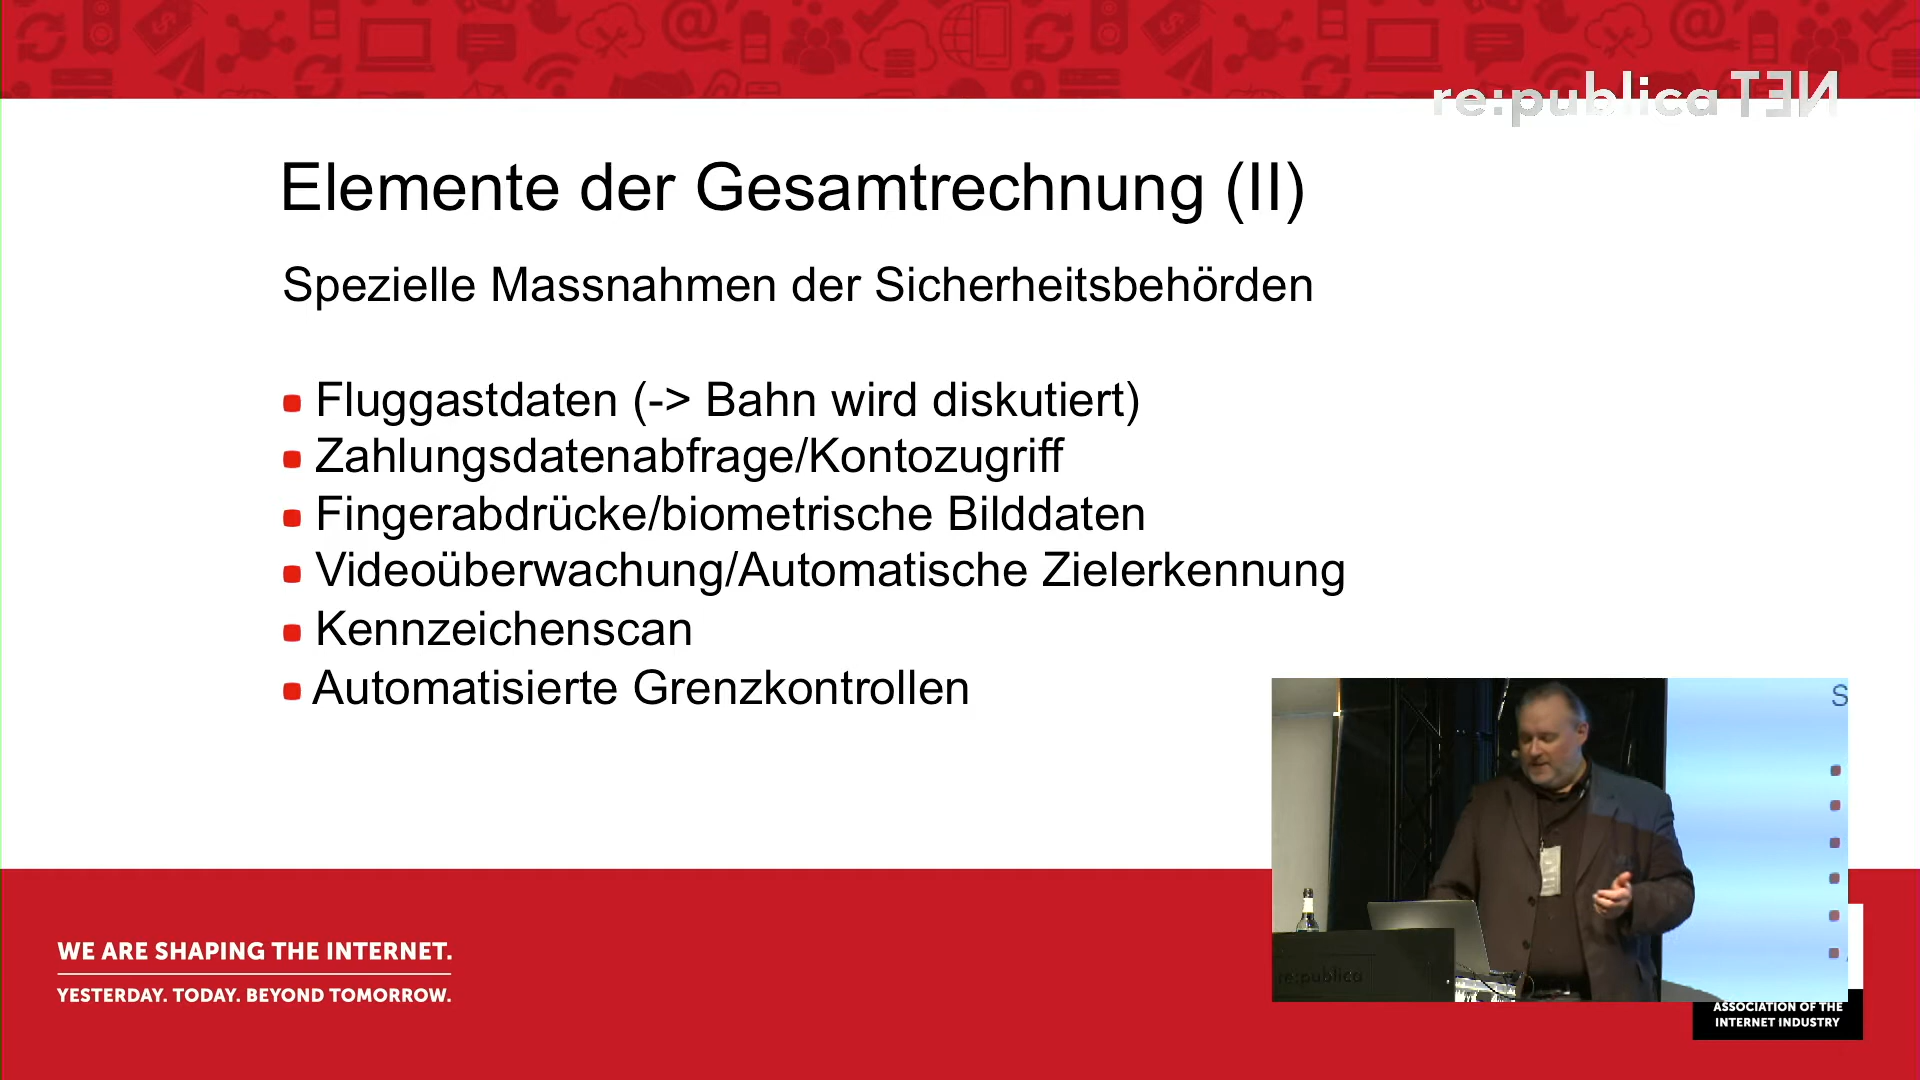 re:publica TEN
Elemente der Gesamtrechnung (II)
Spezielle Massnahmen der Sicherheitsbehörden
Fluggastdaten (-> Bahn wird diskutiert)
Zahlungsdatenabfrage/Kontozugriff
Fingerabdrücke/biometrische Bilddaten
Videoüberwachung/Automatische Zielerkennung
Kennzeichenscan
Automatisierte Grenzkontrollen
S
re:publica
WE ARE SHAPING THE INTERNET.
YESTERDAY. TODAY. BEYOND TOMORROW.
ASSOCIATION OF THE
INTERNET INDUSTRY